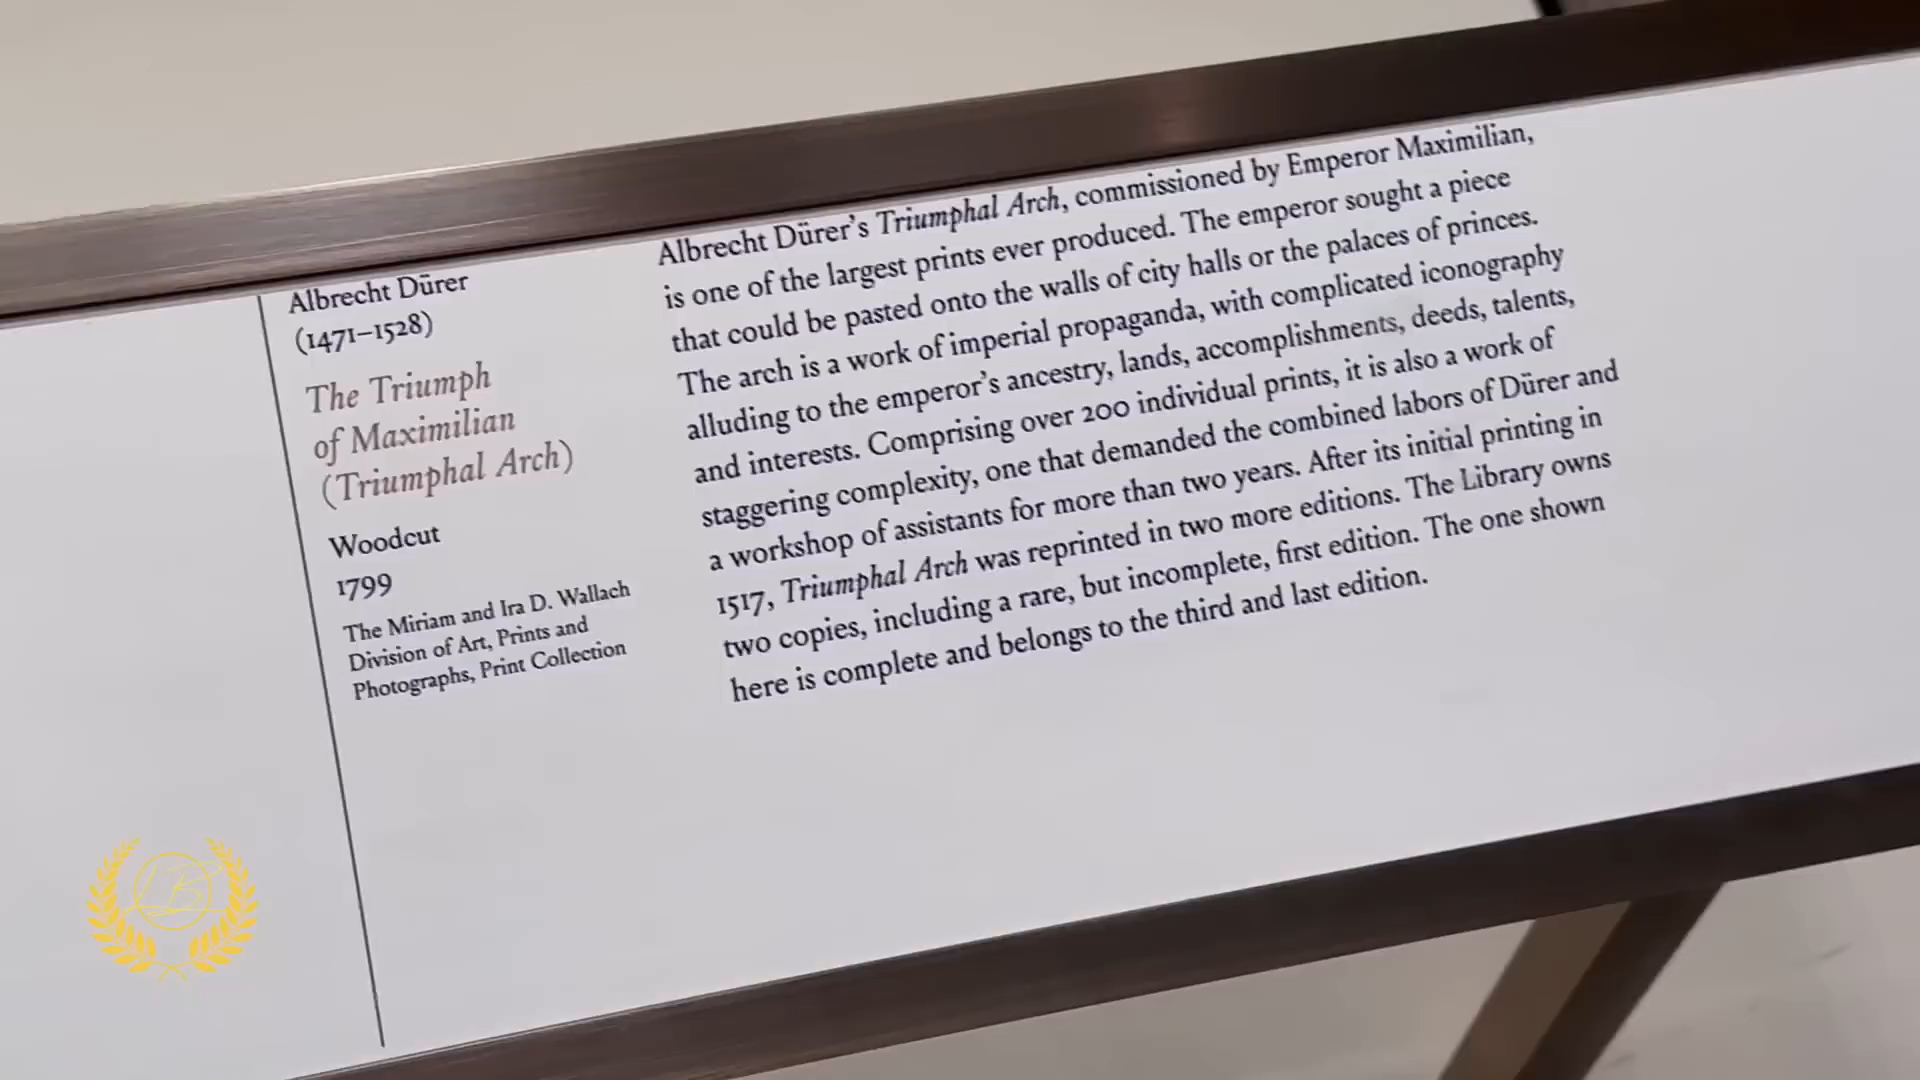 Albrecht Dürer
(1471–1528)
The Triumph
of Maximilian
(Triumphal Arch)
Woodcut
1799
The Miriam and Ira D. Wallach
Division of Art, Prints and
Photographs, Print Collection
Albrecht Dürer’s Triumphal Arch, commissioned by Emperor Maximilian,
is one of the largest prints ever produced. The emperor sought a piece
that could be pasted onto the walls of city halls or the palaces of princes.
The arch is a work of imperial propaganda, with complicated iconography
alluding to the emperor’s ancestry, lands, accomplishments, deeds, talents,
and interests. Comprising over 200 individual prints, it is also a work of
staggering complexity, one that demanded the combined labors of Dürer and
a workshop of assistants for more than two years. After its initial printing in
1517, Triumphal Arch was reprinted in two more editions. The Library owns
two copies, including a rare, but incomplete, first edition. The one shown
here is complete and belongs to the third and last edition.